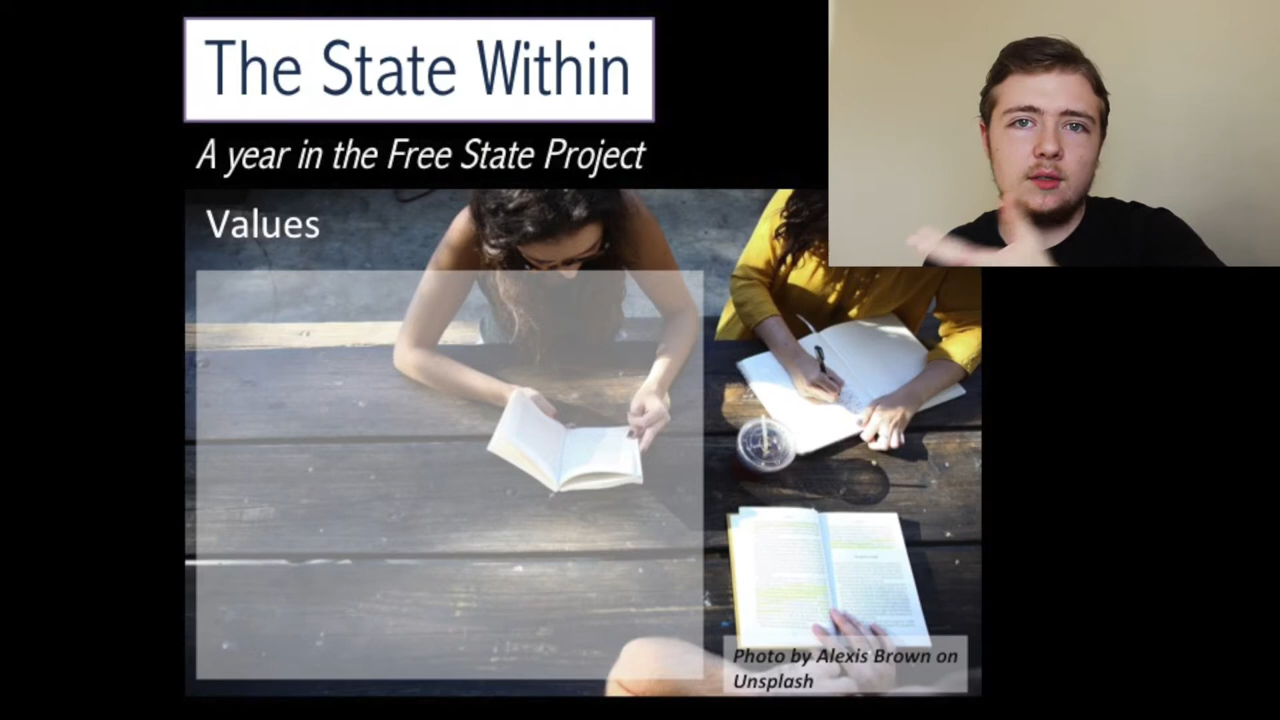 The State Within
A year in the Free State Project
Values
Photo by Alexis Brown on
Unsplash